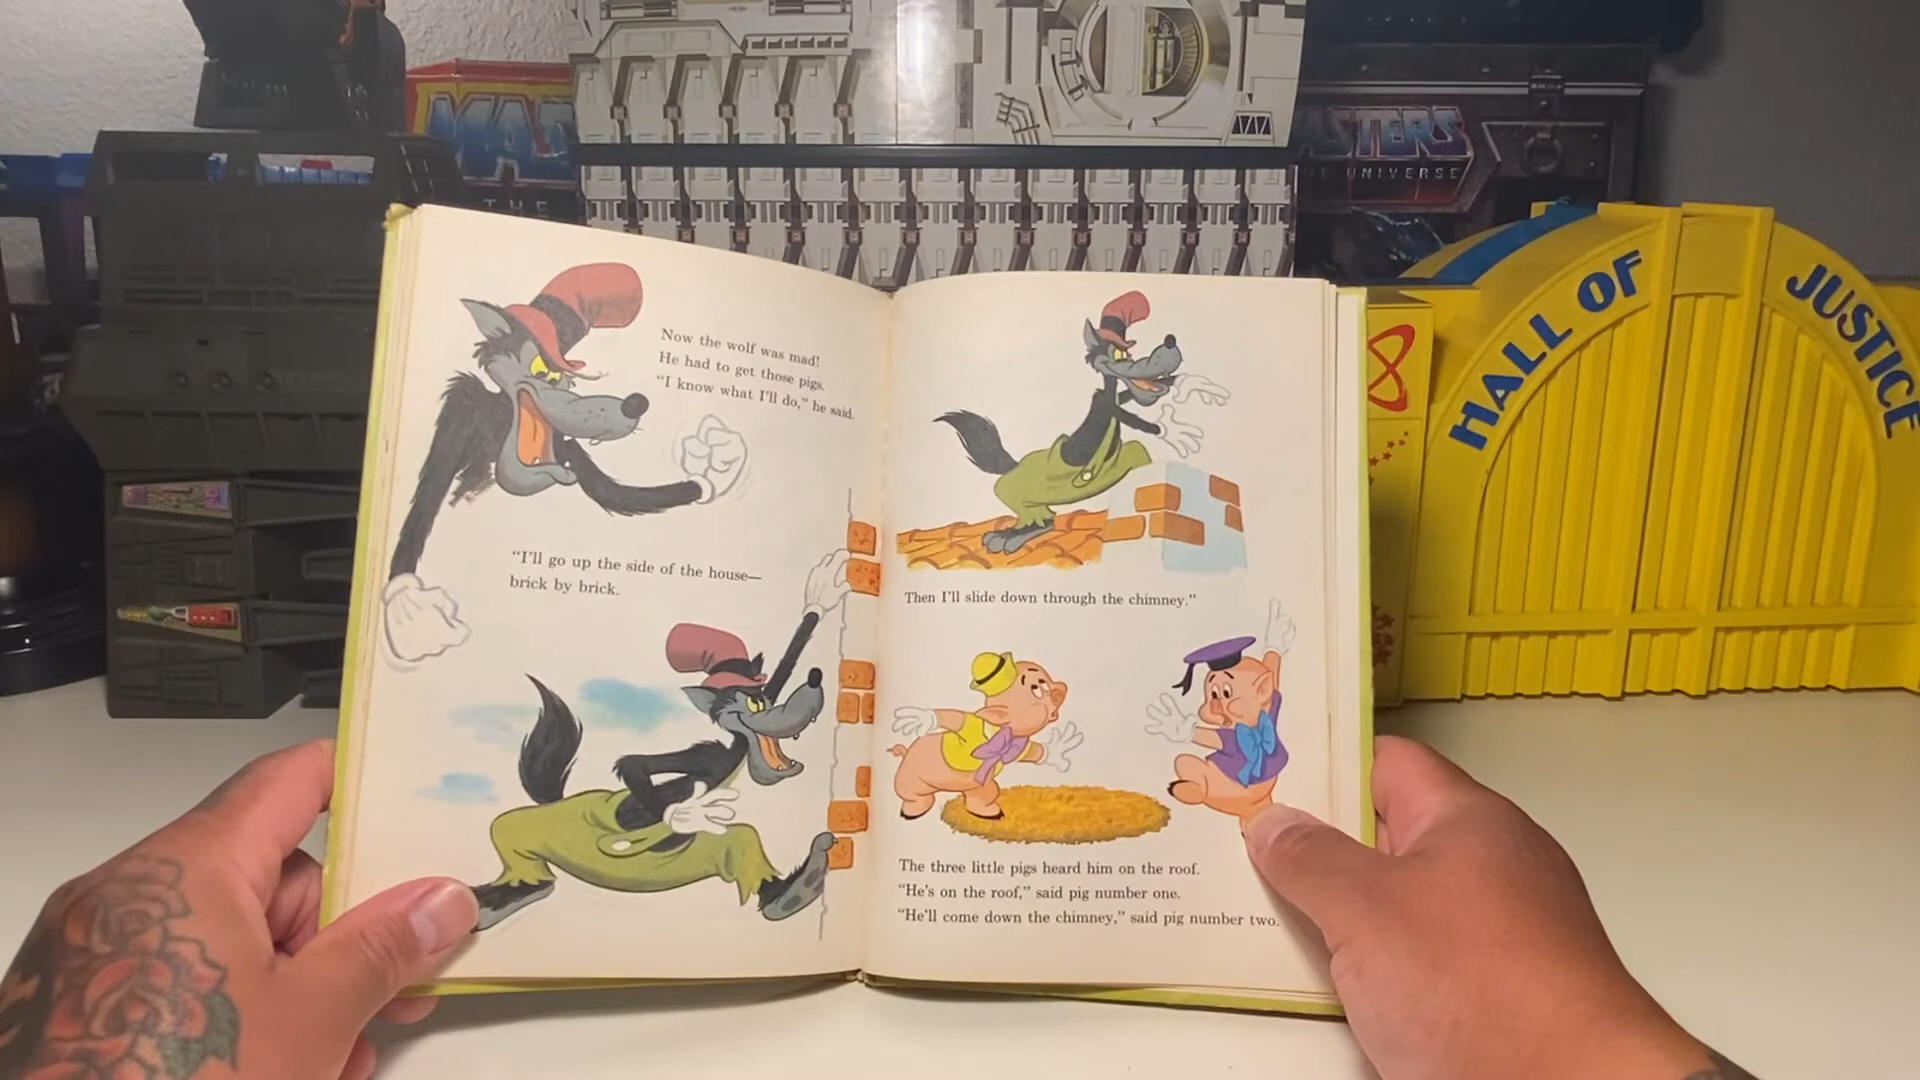 MAS
THE
MASTERS
THE UNIVERSE
HALL OF JUSTICE
Now the wolf was mad!
He had to get those pigs.
“I know what I’ll do,” he said.
“I’ll go up the side of the house—
brick by brick.
Then I’ll slide down through the chimney.”
The three little pigs heard him on the roof.
“He’s on the roof,” said pig number one.
“He’ll come down the chimney,” said pig number two.